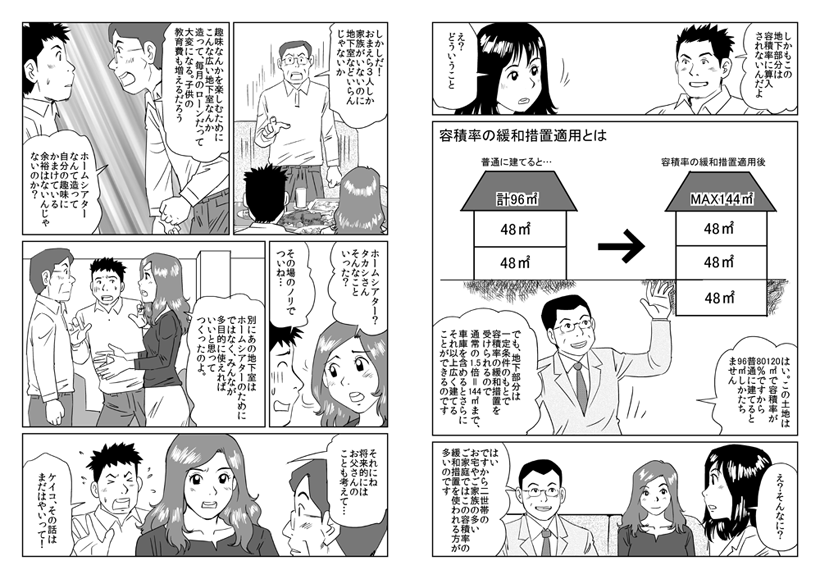 しかもこの
地下部分は
容積率に算入
されないんだよ
え?
どういうこと
容積率の緩和措置適用とは
普通に建てると…
計96㎡
48㎡
48㎡
容積率の緩和措置適用後
MAX144㎡
48㎡
48㎡
48㎡
はい。この土地は
120㎡で容積率が
80%ですから
普通に建てると
96㎡しかたち
ません
でも、地下部分は
一定条件のもとで
容積率の緩和措置を
受けられるので
通常の1.5倍=144㎡まで、
車庫を含めるとさらに
それ以上広く建てる
ことができるのです
え?そんなに?
はい
ですから二世帯の
お宅やご家族の多い
ご家庭ではこの容積率の
緩和措置を使われる方が
多いのです
しかしだ!
おまえら3人しか
家族がいないのに
地下室などいらん
じゃないか
趣味なんかを楽しむために
こんな広い地下室なんか
造って、毎月のローンだって
大変になる。子供の
教育費も増えるだろう
ホームシアター
なんて造って
自分の趣味に
かまけている
余裕はないんじゃ
ないのか?
ホームシアター?
タカシさん
そんなこと
いった?
その場のノリで
ついね…
別にあの地下室は
ホームシアターのために
ではなく、みんなが
多目的に使えれば
いいと思って
つくったのよ。
それにね
将来的には
お父さんの
ことも考えて…
ケイコ、その話は
まだはやいって!